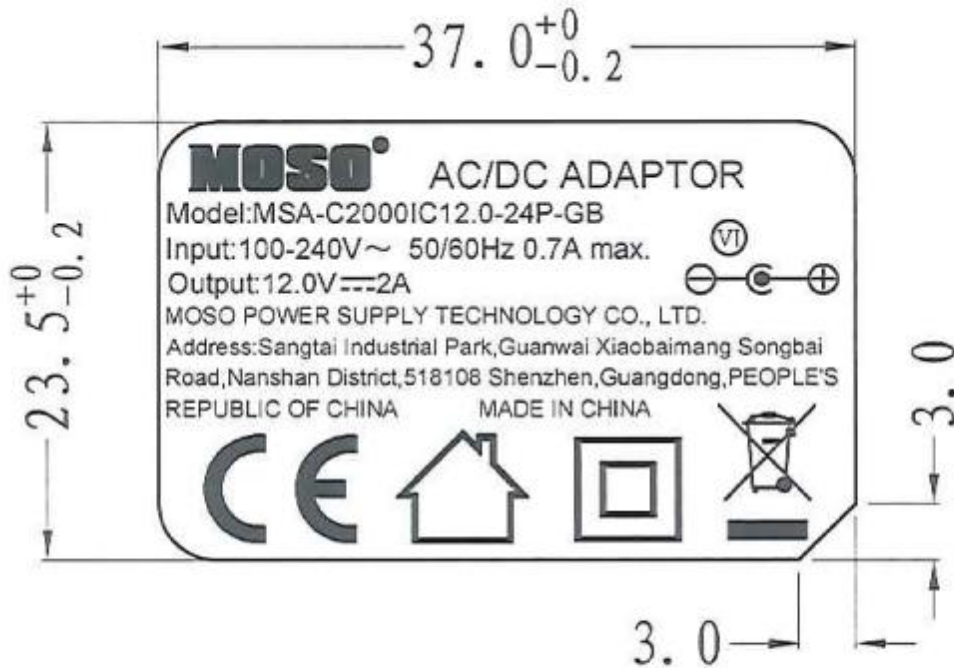 37.0+0-0.2
23.5+0-0.2
MOSO
AC/DC ADAPTOR
Model:MSA-C2000IC12.0-24P-GB
Input:100-240V～ 50/60Hz 0.7A max.
VI
Output:12.0V⎓2A
MOSO POWER SUPPLY TECHNOLOGY CO., LTD.
Address:Sangtai Industrial Park,Guanwai Xiaobaimang Songbai
Road,Nanshan District,518108 Shenzhen,Guangdong,PEOPLE'S
REPUBLIC OF CHINA MADE IN CHINA
CE
3.0
3.0